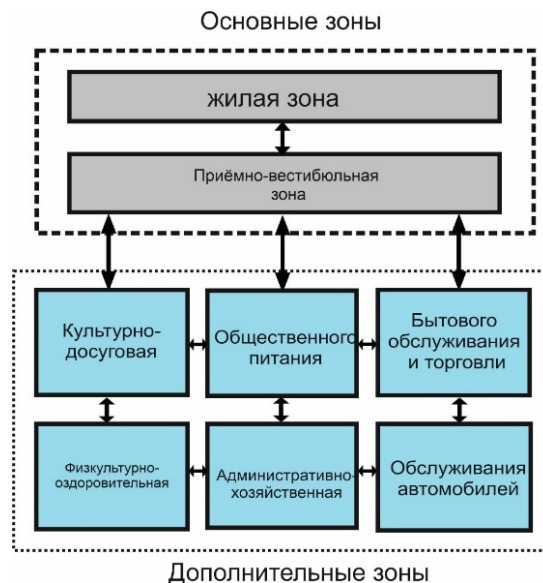 Основные зоны
жилая зона
Приёмно-вестибюльная
зона
Культурно-
досуговая
Общественного
питания
Бытового
обслуживания
и торговли
Физкультурно-
оздоровительная
Административно-
хозяйственная
Обслуживания
автомобилей
Дополнительные зоны